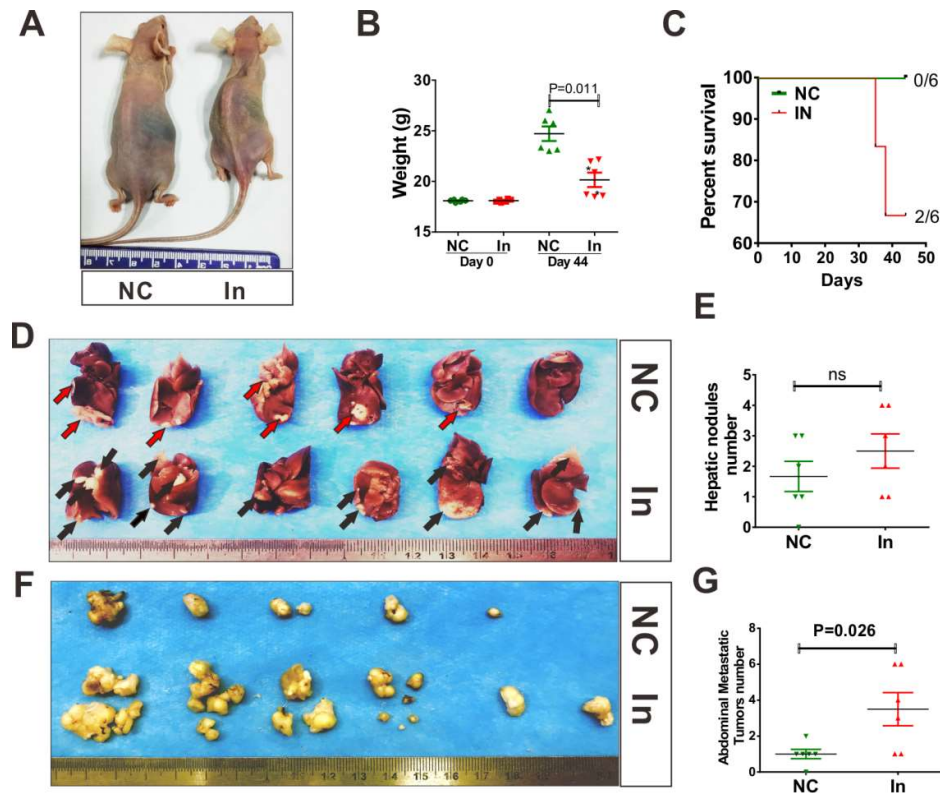 A
NC In
B
Weight (g)
30
25
20
15
P=0.011
NC In NC In
Day 0 Day 44
C
Percent survival
100
90
80
70
60
NC
IN
0/6
2/6
0 10 20 30 40 50
Days
D
NC
In
E
Hepatic nodules
number
5
4
3
2
1
0
ns
NC In
F
NC
In
G
Abdominal Metastatic
Tumors number
8
6
4
2
0
P=0.026
NC In